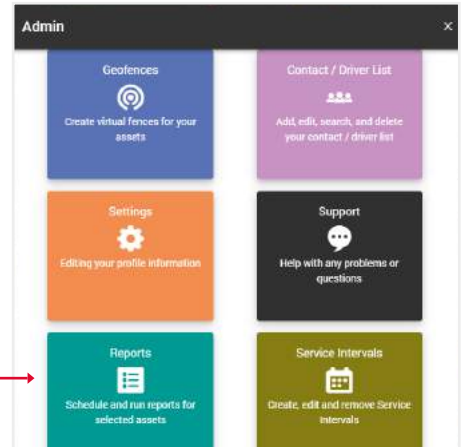 Admin
Geofences
Create virtual fences for your
assets
Contact / Driver List
Add, edit, search, and delete
your contact / driver list
Settings
Editing your profile information
Support
Help with any problems or
questions
Reports
Schedule and run reports for
selected assets
Service Intervals
Create, edit and remove Service
Intervals